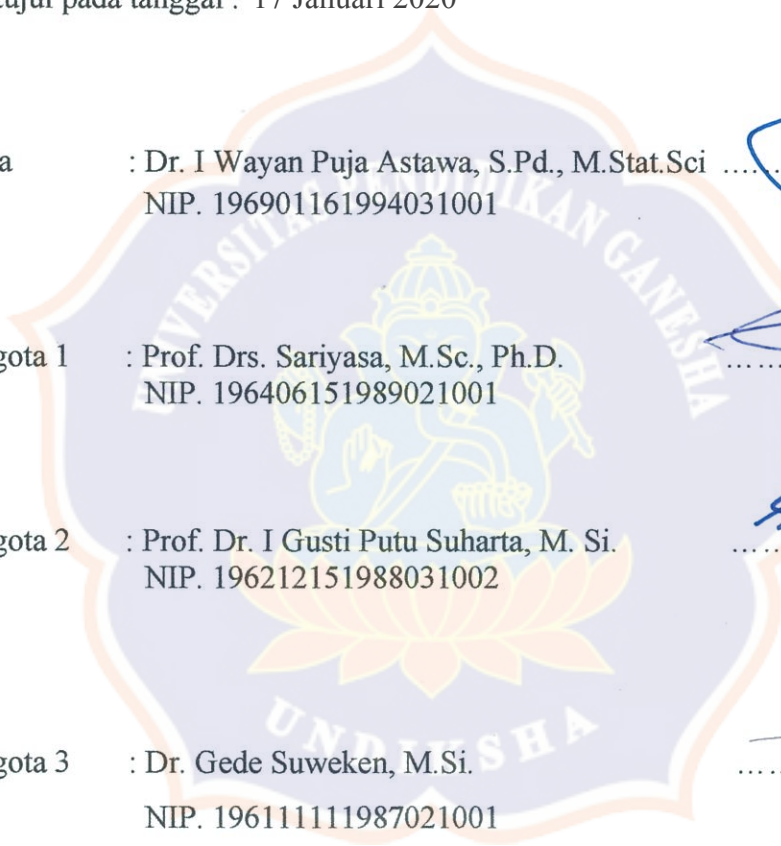 pada tanggal : 17 Januari 2020
a : Dr. I Wayan Puja Astawa, S.Pd., M.Stat.Sci ......
NIP. 196901161994031001
gota 1 : Prof. Drs. Sariyasa, M.Sc., Ph.D. ......
NIP. 196406151989021001
gota 2 : Prof. Dr. I Gusti Putu Suharta, M. Si. ......
NIP. 196212151988031002
gota 3 : Dr. Gede Suweken, M.Si. ......
NIP. 196111111987021001
UNIVERSITAS PENDIDIKAN GANESHA
UNDIKSHA